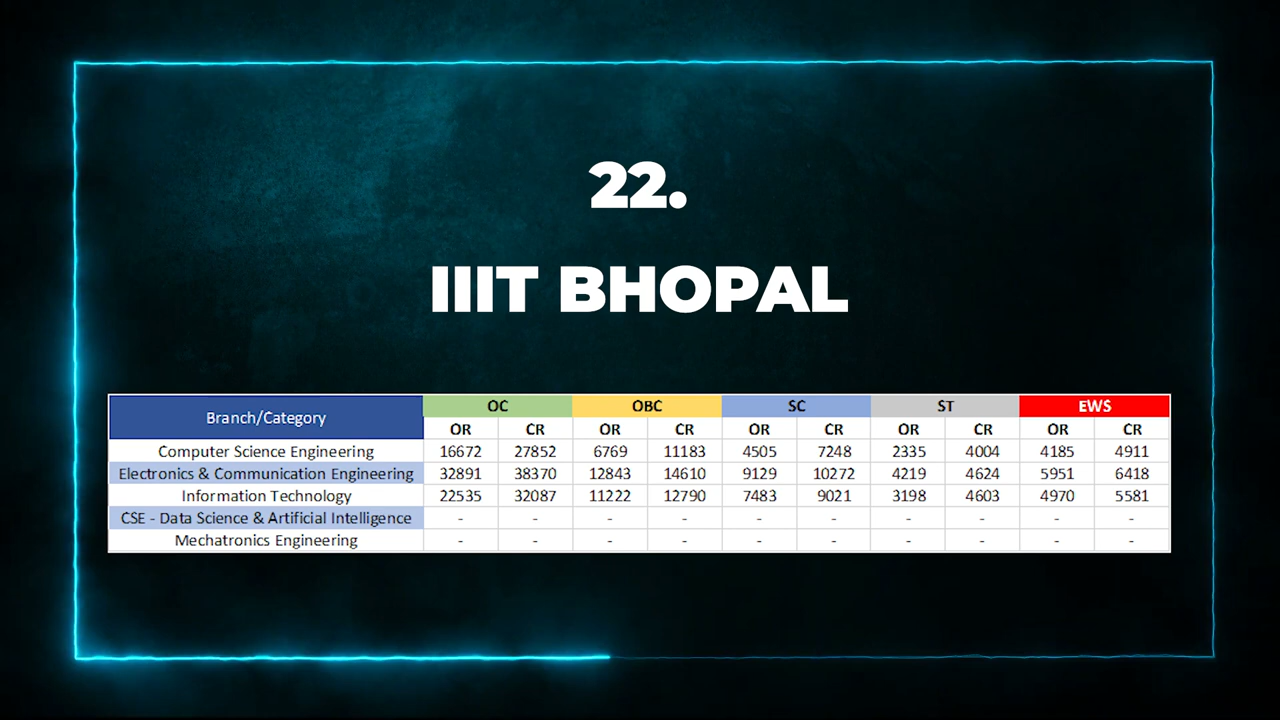 22.
IIIT BHOPAL
Branch/Category OC OBC SC ST EWS
OR CR OR CR OR CR OR CR OR CR
Computer Science Engineering 16672 27852 6769 11183 4505 7248 2335 4004 4185 4911
Electronics & Communication Engineering 32891 38370 12843 14610 9129 10272 4219 4624 5951 6418
Information Technology 22535 32087 11222 12790 7483 9021 3198 4603 4970 5581
CSE - Data Science & Artificial Intelligence - - - - - - - - - -
Mechatronics Engineering - - - - - - - - - -